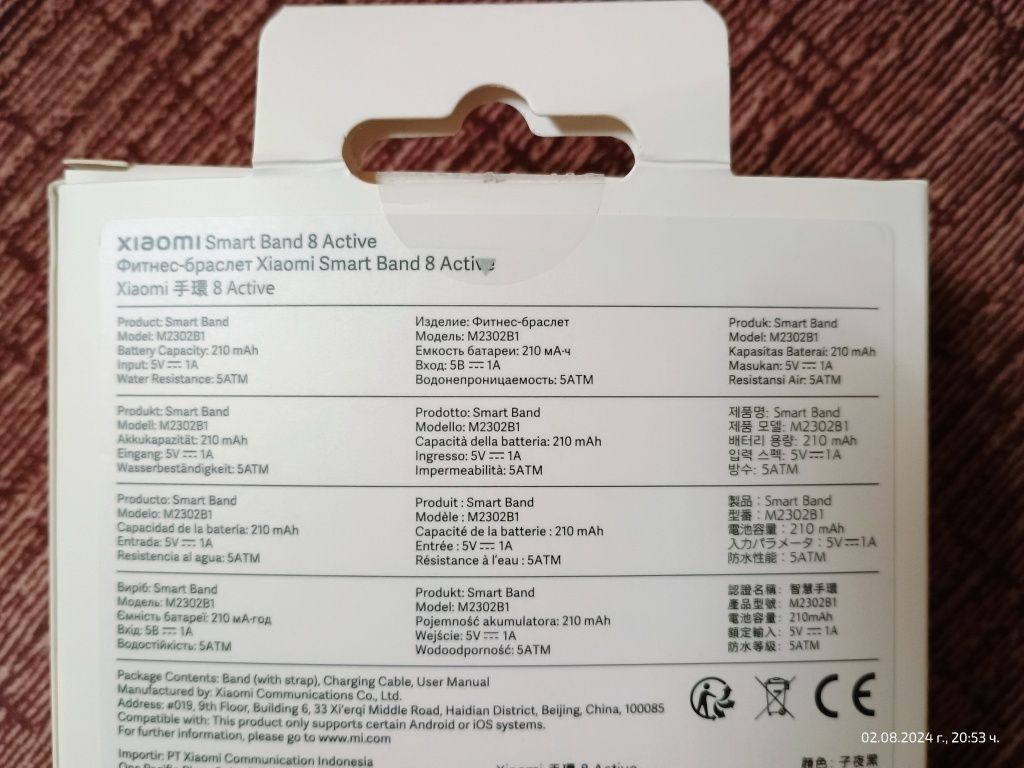 xiaomi Smart Band 8 Active
Фитнес-браслет Xiaomi Smart Band 8 Active
Xiaomi 手環 8 Active
Product: Smart Band
Model: M2302B1
Battery Capacity: 210 mAh
Input: 5V⎓1A
Water Resistance: 5ATM
Изделие: Фитнес-браслет
Модель: M2302B1
Емкость батареи: 210 мА·ч
Вход: 5В⎓1A
Водонепроницаемость: 5ATM
Produk: Smart Band
Model: M2302B1
Kapasitas Baterai: 210 mAh
Masukan: 5V⎓1A
Resistansi Air: 5ATM
Produkt: Smart Band
Modell: M2302B1
Akkukapazität: 210 mAh
Eingang: 5V⎓1A
Wasserbeständigkeit: 5ATM
Prodotto: Smart Band
Modello: M2302B1
Capacità della batteria: 210 mAh
Ingresso: 5V⎓1A
Impermeabilità: 5ATM
제품명: Smart Band
제품 모델: M2302B1
배터리 용량: 210 mAh
입력 스펙: 5V⎓1A
방수: 5ATM
Producto: Smart Band
Modelo: M2302B1
Capacidad de la batería: 210 mAh
Entrada: 5V⎓1A
Resistencia al agua: 5ATM
Produit : Smart Band
Modèle : M2302B1
Capacité de la batterie : 210 mAh
Entrée : 5V⎓1A
Résistance à l'eau : 5ATM
製品：Smart Band
型番：M2302B1
電池容量：210 mAh
入力パラメータ：5V⎓1A
防水性能：5ATM
Виріб: Smart Band
Модель: M2302B1
Ємність батареї: 210 мА·год
Вхід: 5В⎓1A
Водостійкість: 5ATM
Produkt: Smart Band
Model: M2302B1
Pojemność akumulatora: 210 mAh
Wejście: 5V⎓1A
Wodoodporność: 5ATM
認證名稱：智慧手環
產品型號：M2302B1
電池容量：210mAh
額定輸入：5V⎓1A
防水等級：5ATM
Package Contents: Band (with strap), Charging Cable, User Manual
Manufactured by: Xiaomi Communications Co., Ltd.
Address: #019, 9th Floor, Building 6, 33 Xi'erqi Middle Road, Haidian District, Beijing, China, 100085
Compatible with: This product only supports certain Android or iOS systems.
For further information, please go to www.mi.com
CE
Importir: PT Xiaomi Communication Indonesia
Xiaomi 手環 8 Active
顏色：子夜黑
02.08.2024 г., 20:53 ч.